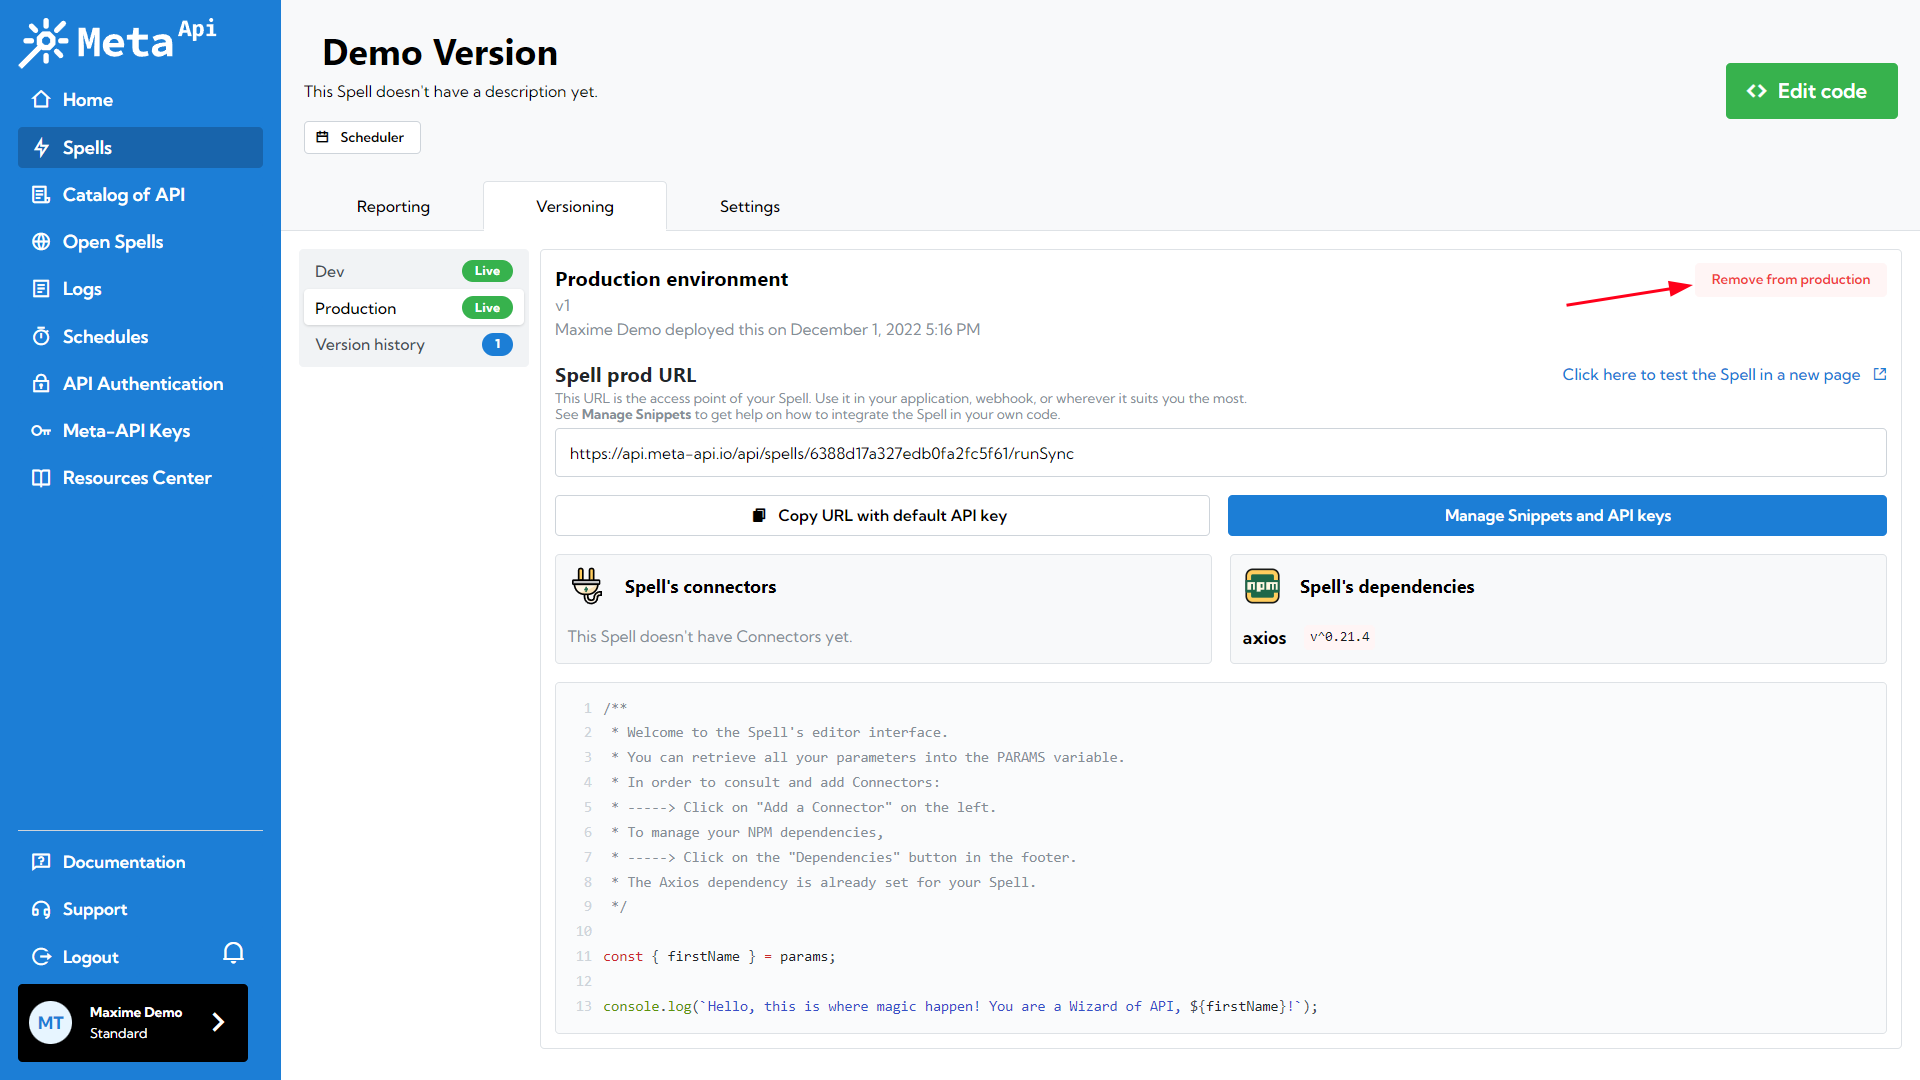 Meta Api
Home
Spells
Catalog of API
Open Spells
Logs
Schedules
API Authentication
Meta-API Keys
Resources Center
Documentation
Support
Logout
MT
Maxime Demo
Standard
Demo Version
This Spell doesn't have a description yet.
Scheduler
Edit code
Reporting
Versioning
Settings
Dev Live
Production Live
Version history 1
Production environment
v1
Maxime Demo deployed this on December 1, 2022 5:16 PM
Remove from production
Spell prod URL
Click here to test the Spell in a new page
This URL is the access point of your Spell. Use it in your application, webhook, or wherever it suits you the most.
See Manage Snippets to get help on how to integrate the Spell in your own code.
https://api.meta-api.io/api/spells/6388d17a327edb0fa2fc5f61/runSync
Copy URL with default API key
Manage Snippets and API keys
Spell's connectors
This Spell doesn't have Connectors yet.
npm
Spell's dependencies
axios v^0.21.4
1 /**
2 * Welcome to the Spell's editor interface.
3 * You can retrieve all your parameters into the PARAMS variable.
4 * In order to consult and add Connectors:
5 * -----> Click on "Add a Connector" on the left.
6 * To manage your NPM dependencies,
7 * -----> Click on the "Dependencies" button in the footer.
8 * The Axios dependency is already set for your Spell.
9 */
10
11 const { firstName } = params;
12
13 console.log(`Hello, this is where magic happen! You are a Wizard of API, ${firstName}!`);